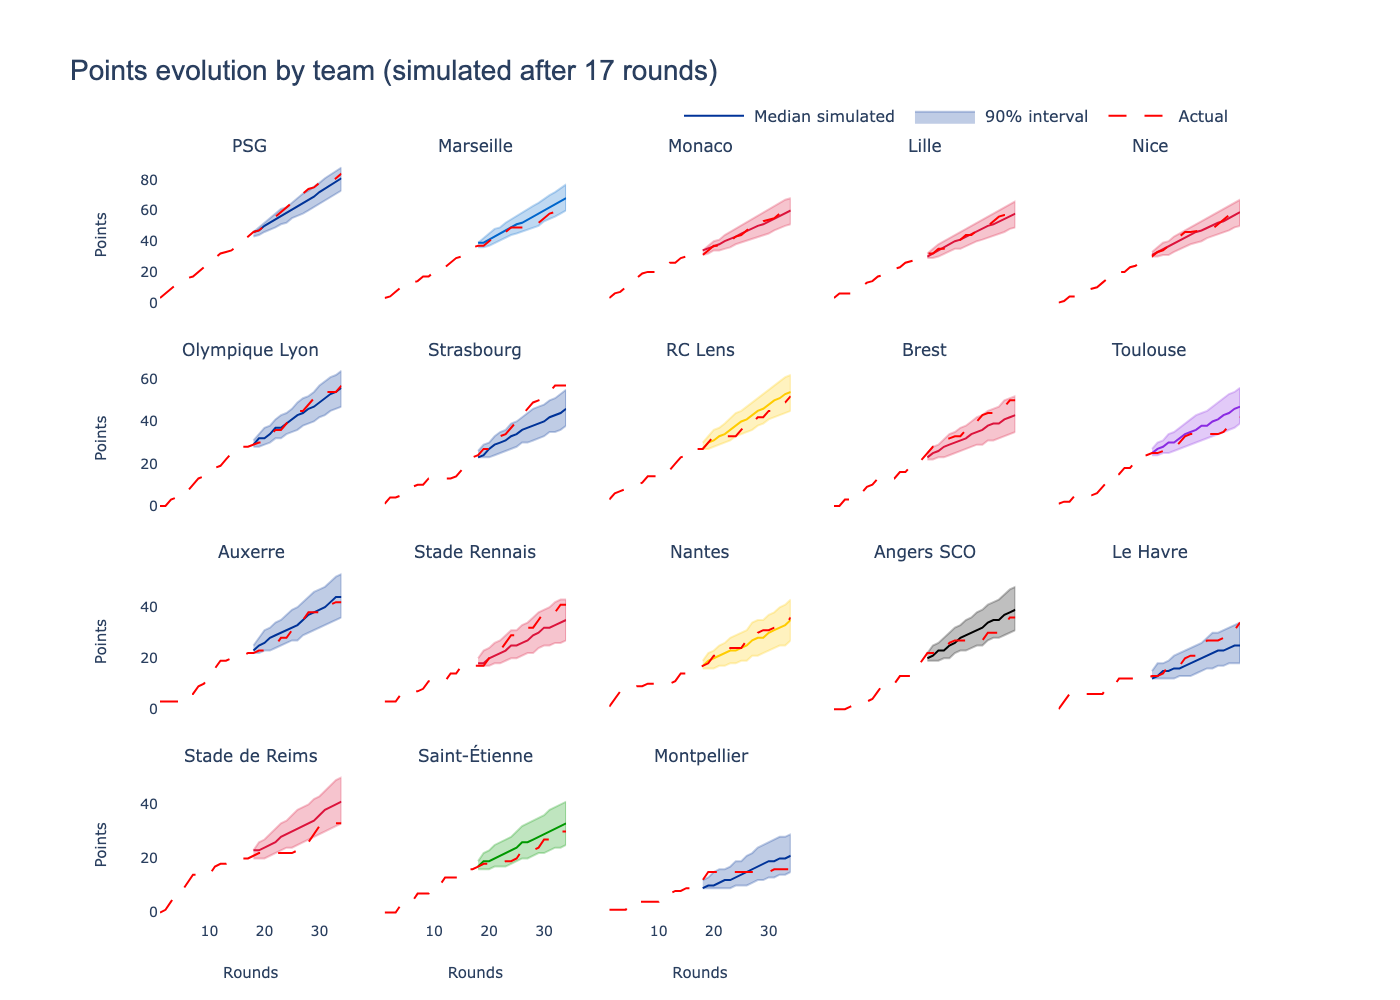 Points evolution by team (simulated after 17 rounds)
Median simulated 90% interval Actual
PSG Marseille Monaco Lille Nice
80
60
40
20
0
Points
Olympique Lyon Strasbourg RC Lens Brest Toulouse
60
40
20
0
Points
Auxerre Stade Rennais Nantes Angers SCO Le Havre
40
20
0
Points
Stade de Reims Saint-Étienne Montpellier
40
20
0
Points
10 20 30 10 20 30 10 20 30
Rounds Rounds Rounds